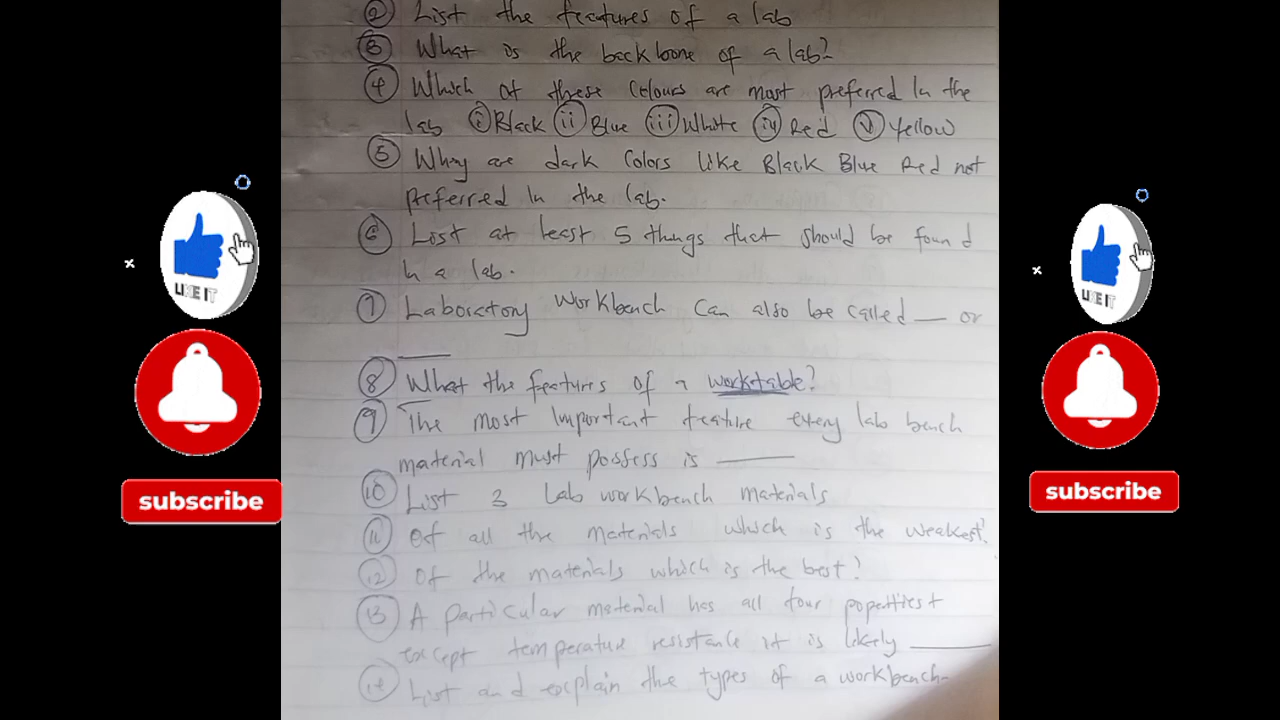 ② List the features of a lab
③ What is the backbone of a lab?
④ Which of these colours are most preferred in the
lab ⓘ Black ⓘⓘ Blue ⓘⓘⓘ White ⓘⓥ Red ⓥ Yellow
⑤ Why are dark colors like Black Blue Red not
preferred in the lab.
⑥ List at least 5 things that should be found
in a lab.
⑦ Laboratory workbench can also be called — or
⑧ What the features of a worktable?
⑨ The most important feature every lab bench
material must possess is ——
⑩ List 3 Lab workbench materials
⑪ Of all the materials which is the weakest?
⑫ Of the materials which is the best?
⑬ A particular material has all four
except temperature resistance it is likely ——
⑭ List and explain the types of a workbench
LIKE IT
subscribe
LIKE IT
subscribe